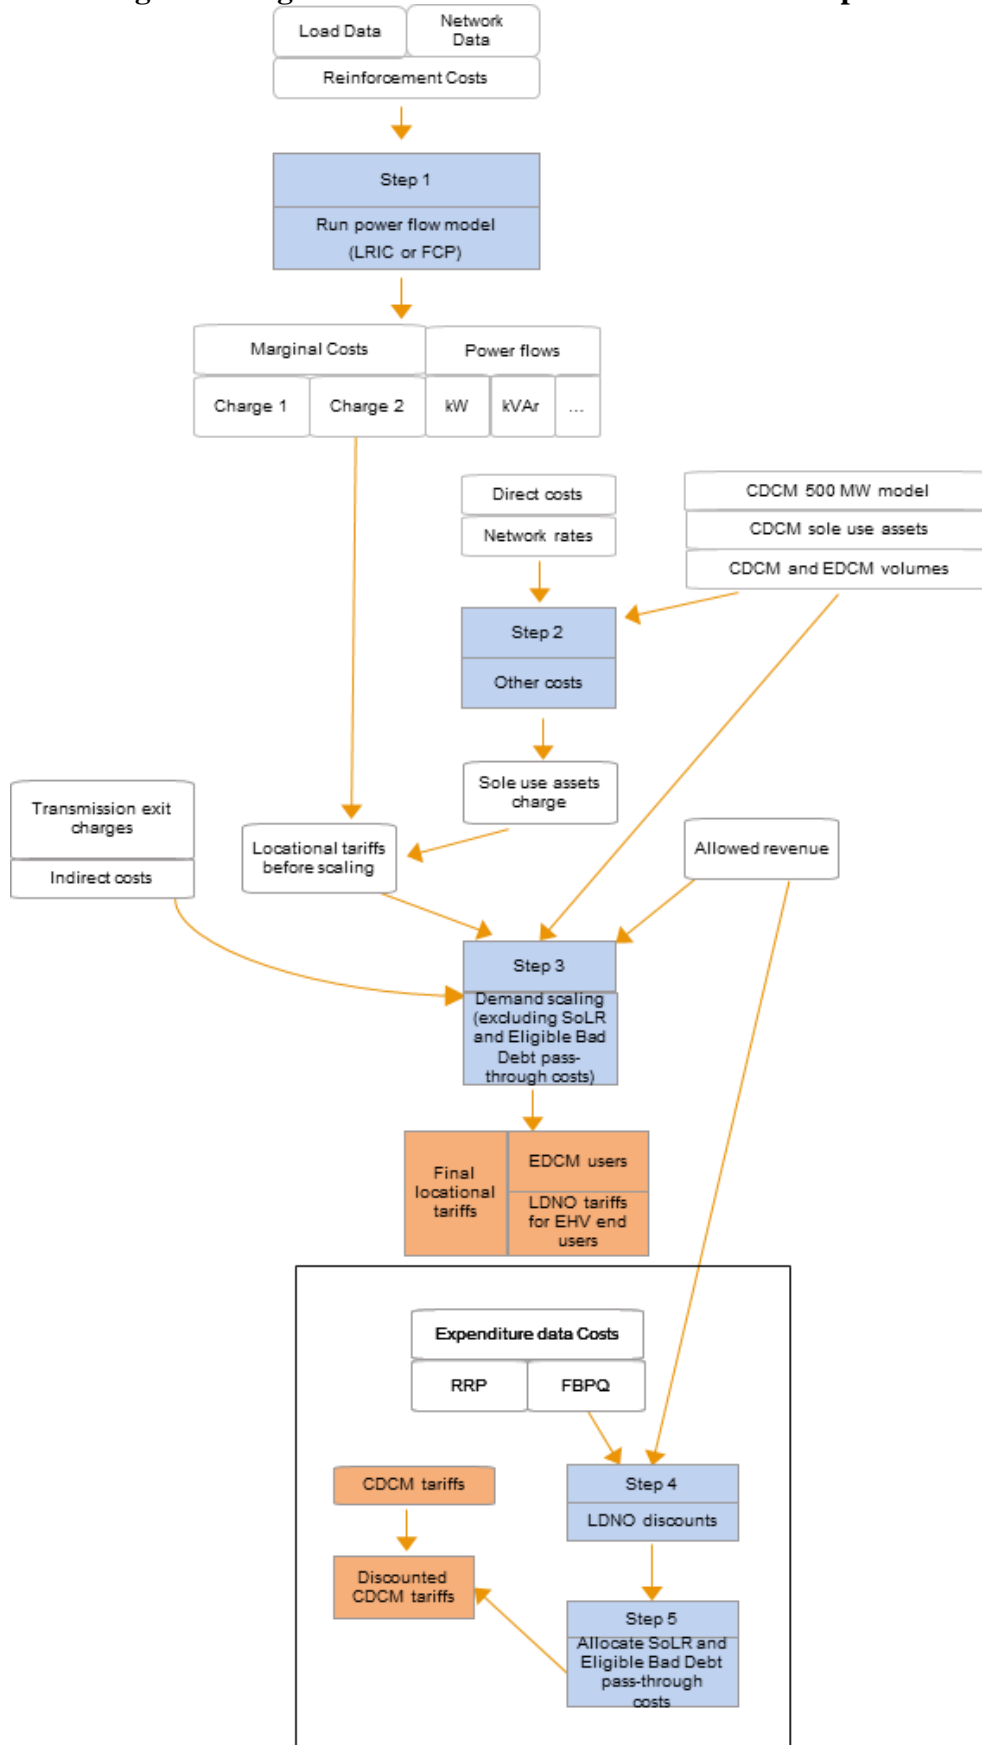 Load Data
Network
Data
Reinforcement Costs
Step 1
Run power flow model
(LRIC or FCP)
Marginal Costs
Power flows
Charge 1
Charge 2
kW
kVAr
...
Direct costs
Network rates
CDCM 500 MW model
CDCM sole use assets
CDCM and EDCM volumes
Step 2
Other costs
Sole use assets
charge
Transmission exit
charges
Indirect costs
Locational tariffs
before scaling
Allowed revenue
Step 3
Demand scaling
(excluding SoLR
and Eligible Bad
Debt pass-
through costs)
Final
locational
tariffs
EDCM users
LDNO tariffs
for EHV end
users
Expenditure data Costs
RRP
FBPQ
CDCM tariffs
Step 4
LDNO discounts
Discounted
CDCM tariffs
Step 5
Allocate SoLR and
Eligible Bad Debt
pass-through
costs